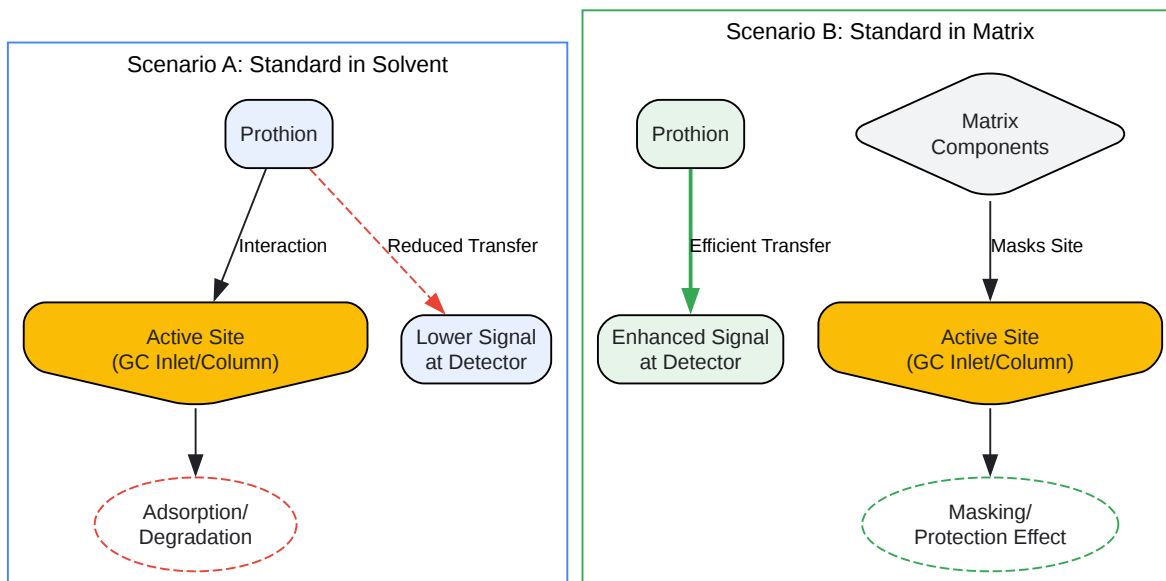 Scenario A: Standard in Solvent
Prothion
Interaction
Reduced Transfer
Active Site
(GC Inlet/Column)
Lower Signal
at Detector
Adsorption/
Degradation
Scenario B: Standard in Matrix
Prothion
Matrix
Components
Efficient Transfer
Masks Site
Enhanced Signal
at Detector
Active Site
(GC Inlet/Column)
Masking/
Protection Effect